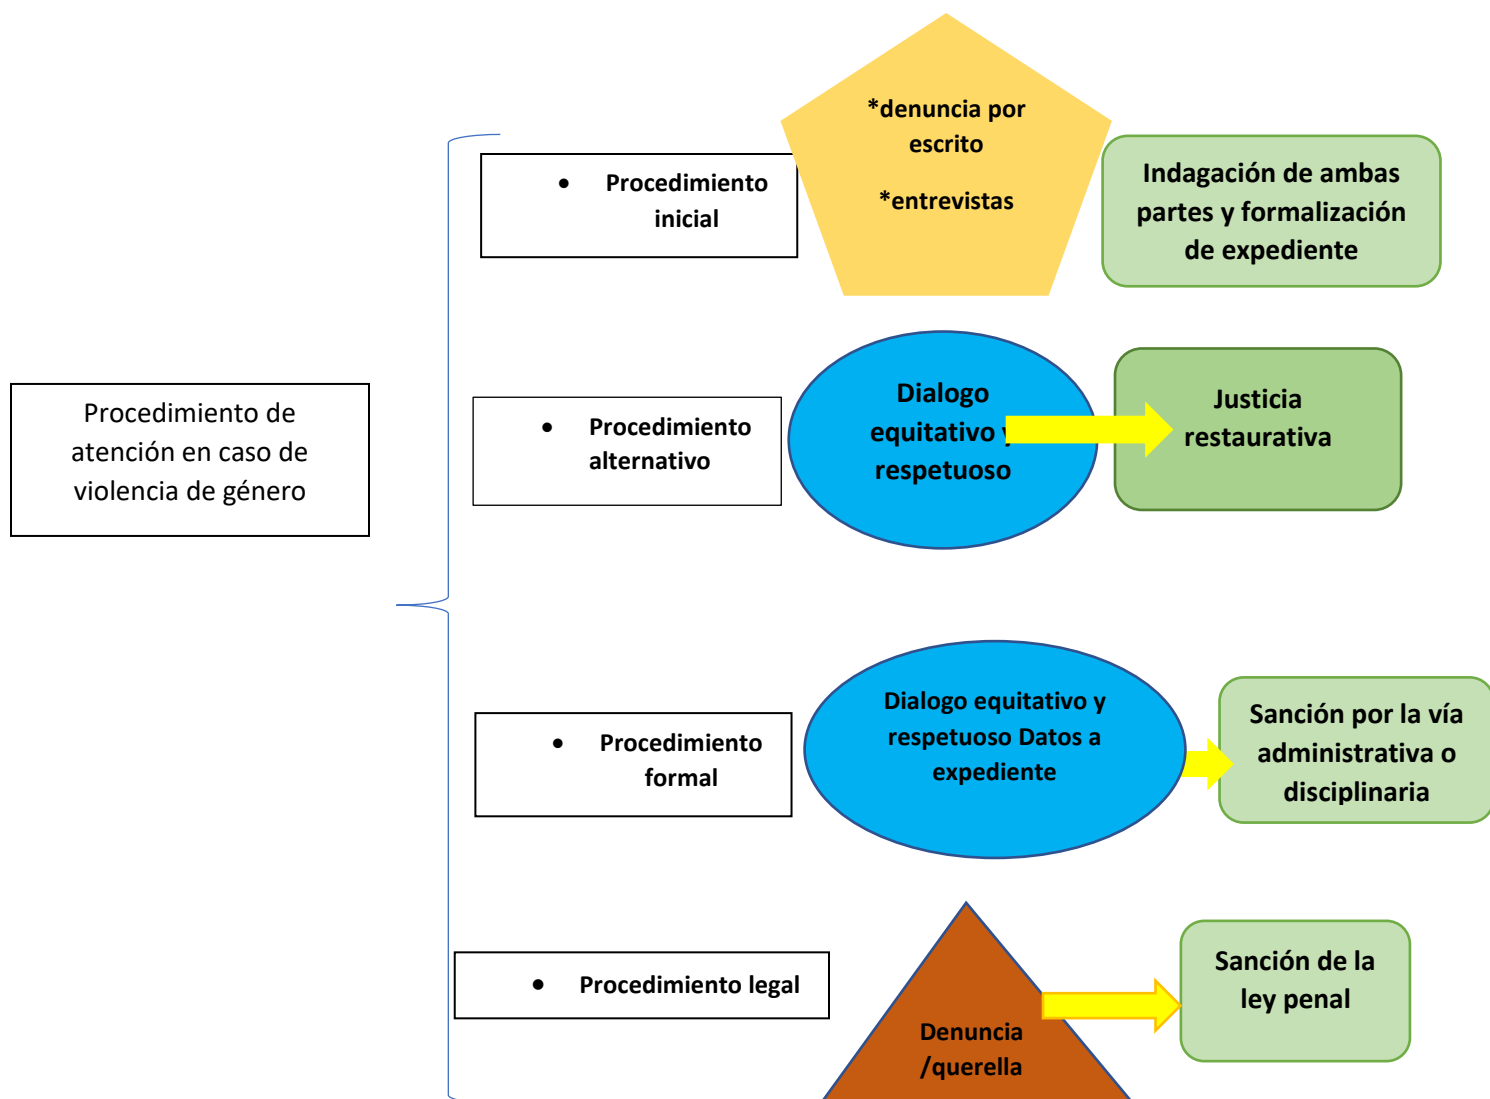 Procedimiento de
atención en caso de
violencia de género
• Procedimiento
inicial
*denuncia por
escrito
*entrevistas
Indagación de ambas
partes y formalización
de expediente
• Procedimiento
alternativo
Dialogo
equitativo y
respetuoso
Justicia
restaurativa
• Procedimiento
formal
Dialogo equitativo y
respetuoso Datos a
expediente
Sanción por la vía
administrativa o
disciplinaria
• Procedimiento legal
Denuncia
/querella
Sanción de la
ley penal